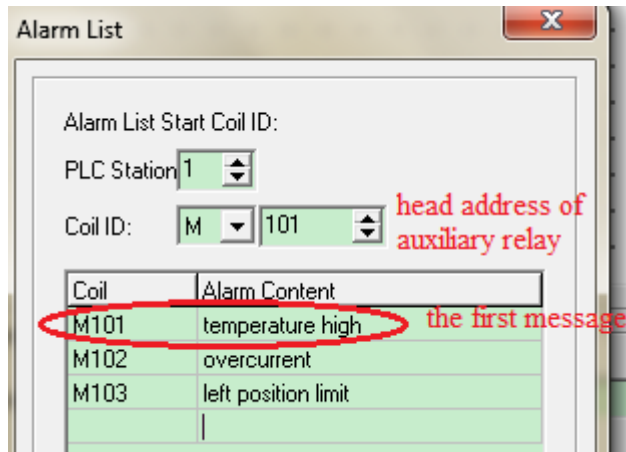 Alarm List
Alarm List Start Coil ID:
PLC Station 1
Coil ID: M 101
head address of
auxiliary relay
Coil Alarm Content
M101 temperature high
the first message
M102 overcurrent
M103 left position limit